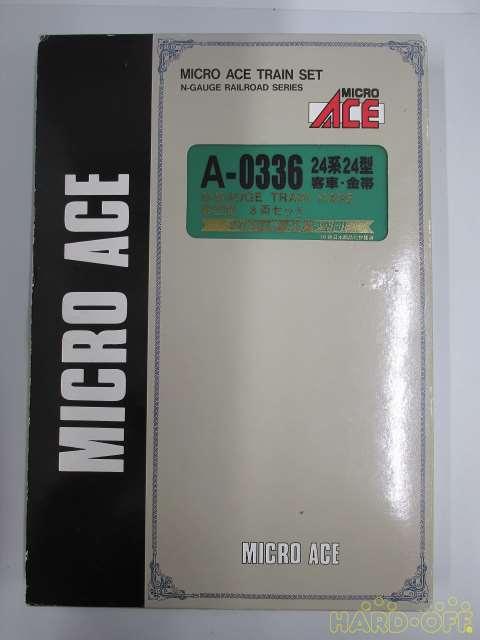 MICRO ACE
MICRO ACE TRAIN SET
N-GAUGE RAILROAD SERIES
MICRO
ACE
A-0336
24系24型
客車・金帯
TRAIN
8両セット
MICRO ACE
HARD-OFF